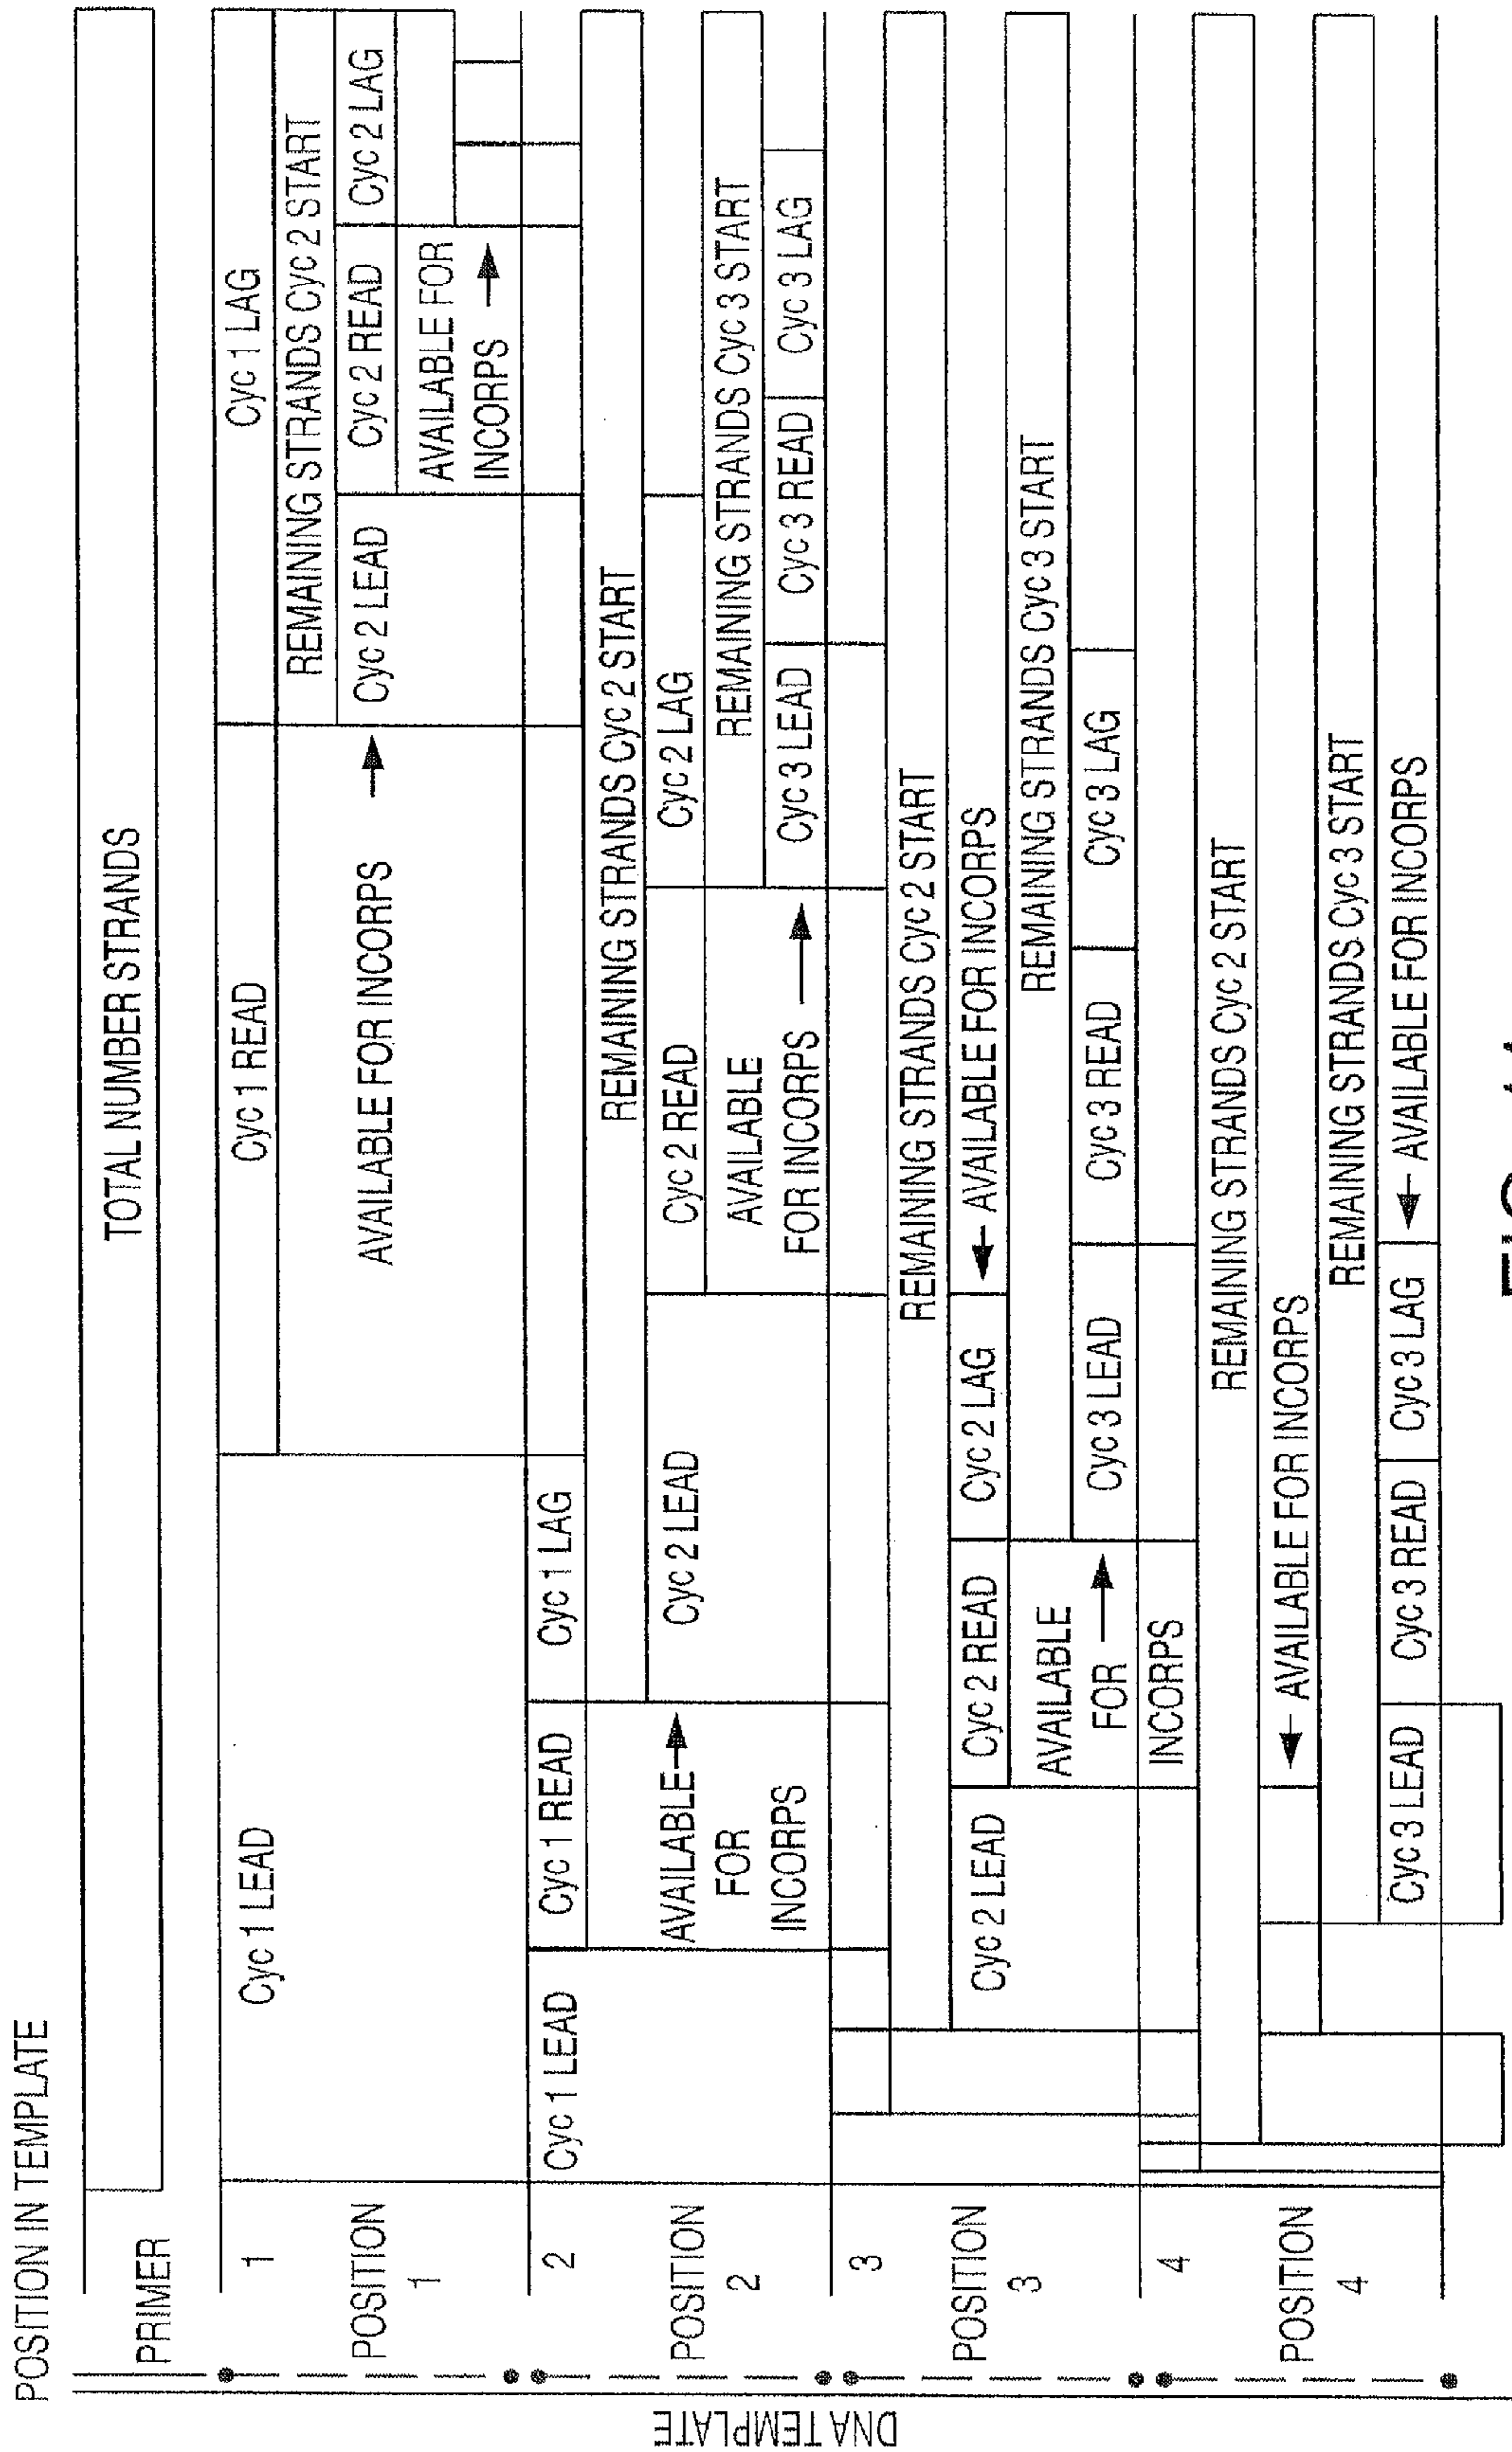 POSITION IN TEMPLATE
DNA TEMPLATE
PRIMER
TOTAL NUMBER STRANDS
1
POSITION
1
Cyc 1 LEAD
Cyc 1 READ
Cyc 1 LAG
AVAILABLE FOR INCORPS
REMAINING STRANDS Cyc 2 START
Cyc 2 LEAD
Cyc 2 READ
Cyc 2 LAG
AVAILABLE FOR
INCORPS
2
POSITION
2
Cyc 1 LEAD
Cyc 1 READ
Cyc 1 LAG
REMAINING STRANDS Cyc 2 START
AVAILABLE
FOR
INCORPS
Cyc 2 LEAD
Cyc 2 READ
Cyc 2 LAG
AVAILABLE
FOR INCORPS
REMAINING STRANDS Cyc 3 START
Cyc 3 LEAD
Cyc 3 READ
Cyc 3 LAG
3
POSITION
3
REMAINING STRANDS Cyc 2 START
Cyc 2 LEAD
Cyc 2 READ
Cyc 2 LAG
AVAILABLE FOR INCORPS
AVAILABLE
FOR
INCORPS
REMAINING STRANDS Cyc 3 START
Cyc 3 LEAD
Cyc 3 READ
Cyc 3 LAG
4
POSITION
4
REMAINING STRANDS Cyc 2 START
AVAILABLE FOR INCORPS
REMAINING STRANDS Cyc 3 START
Cyc 3 LEAD
Cyc 3 READ
Cyc 3 LAG
AVAILABLE FOR INCORPS